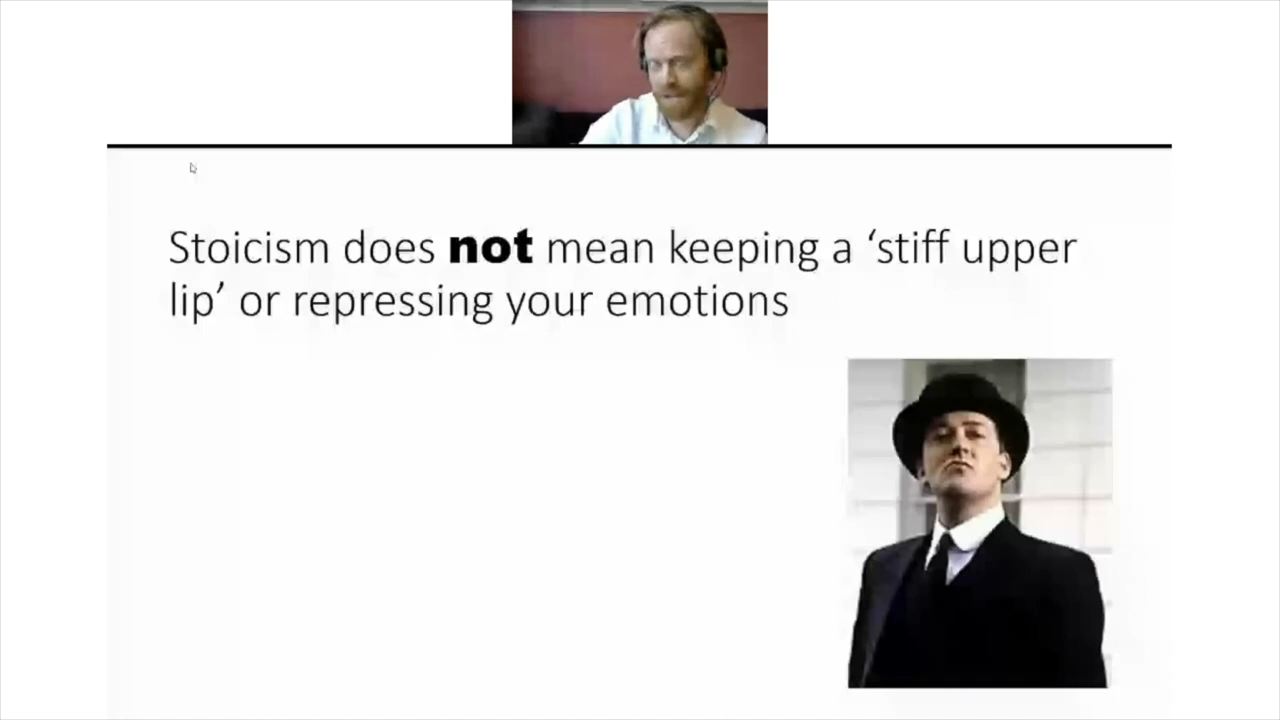 Stoicism does not mean keeping a ‘stiff upper
lip’ or repressing your emotions